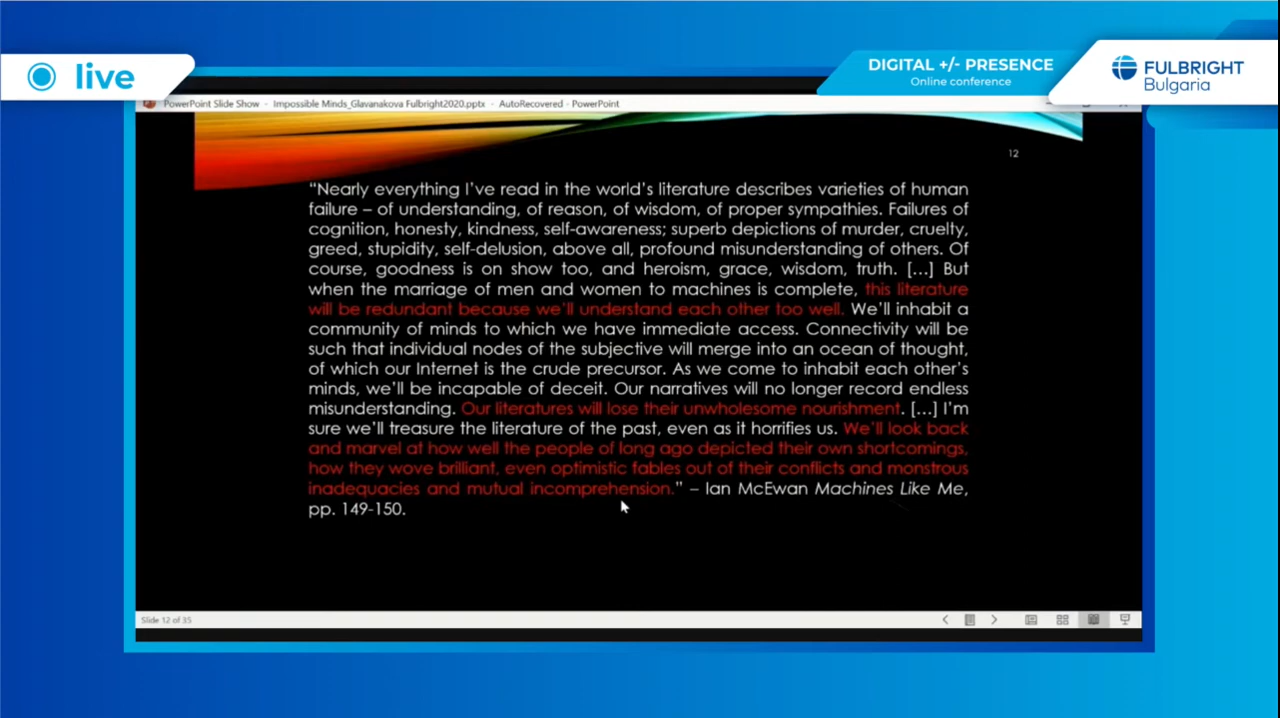 live
DIGITAL +/- PRESENCE
Online conference
FULBRIGHT
Bulgaria
PowerPoint Slide Show - Impossible Minds_Glavanakova Fulbright2020.pptx - AutoRecovered - PowerPoint
12
“Nearly everything I’ve read in the world’s literature describes varieties of human
failure – of understanding, of reason, of wisdom, of proper sympathies. Failures of
cognition, honesty, kindness, self-awareness; superb depictions of murder, cruelty,
greed, stupidity, self-delusion, above all, profound misunderstanding of others. Of
course, goodness is on show too, and heroism, grace, wisdom, truth. […] But
when the marriage of men and women to machines is complete, this literature
will be redundant because we’ll understand each other too well. We’ll inhabit a
community of minds to which we have immediate access. Connectivity will be
such that individual nodes of the subjective will merge into an ocean of thought,
of which our Internet is the crude precursor. As we come to inhabit each other’s
minds, we’ll be incapable of deceit. Our narratives will no longer record endless
misunderstanding. Our literatures will lose their unwholesome nourishment. […] I’m
sure we’ll treasure the literature of the past, even as it horrifies us. We’ll look back
and marvel at how well the people of long ago depicted their own shortcomings,
how they wove brilliant, even optimistic fables out of their conflicts and monstrous
inadequacies and mutual incomprehension.” – Ian McEwan Machines Like Me,
pp. 149-150.
Slide 12 of 35